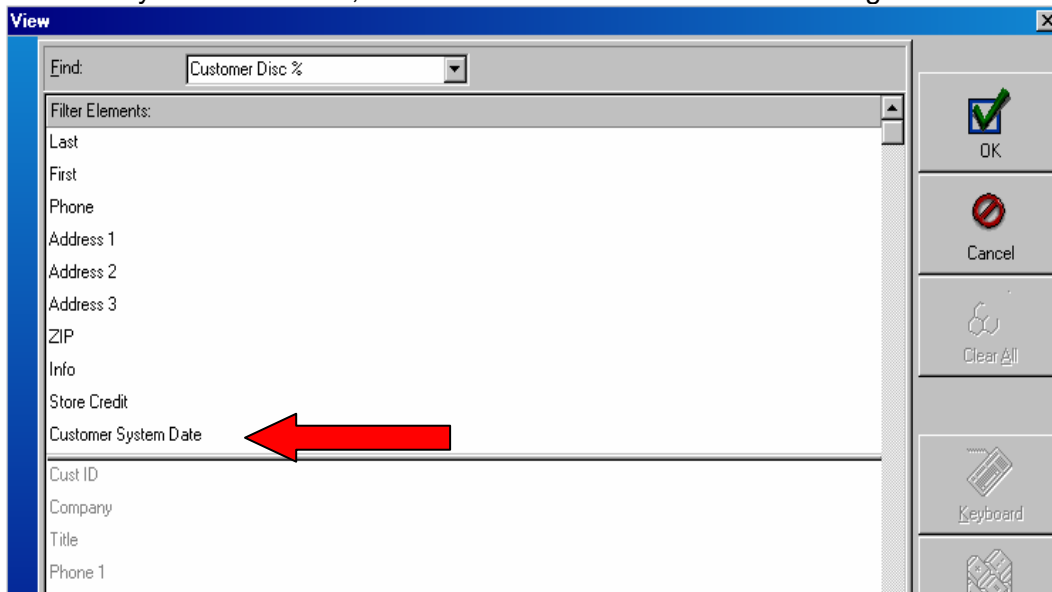 View
Find: Customer Disc %
Filter Elements:
Last
First
Phone
Address 1
Address 2
Address 3
ZIP
Info
Store Credit
Customer System Date
Cust ID
Company
Title
Phone 1
OK
Cancel
Clear All
Keyboard